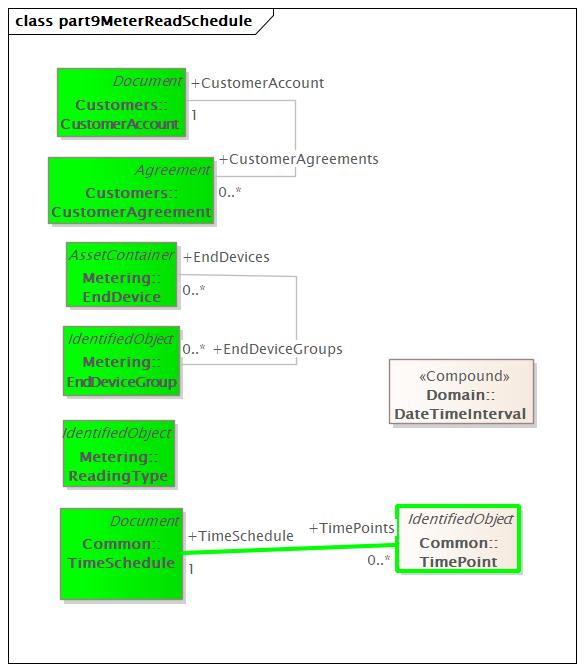 class part9MeterReadSchedule
Document
Customers::
CustomerAccount
+CustomerAccount
1
+CustomerAgreements
0..*
Agreement
Customers::
CustomerAgreement
AssetContainer
Metering::
EndDevice
+EndDevices
0..*
IdentifiedObject
Metering::
EndDeviceGroup
0..* +EndDeviceGroups
«Compound»
Domain::
DateTimeInterval
IdentifiedObject
Metering::
ReadingType
Document
Common::
TimeSchedule
+TimeSchedule
1
+TimePoints
0..*
IdentifiedObject
Common::
TimePoint